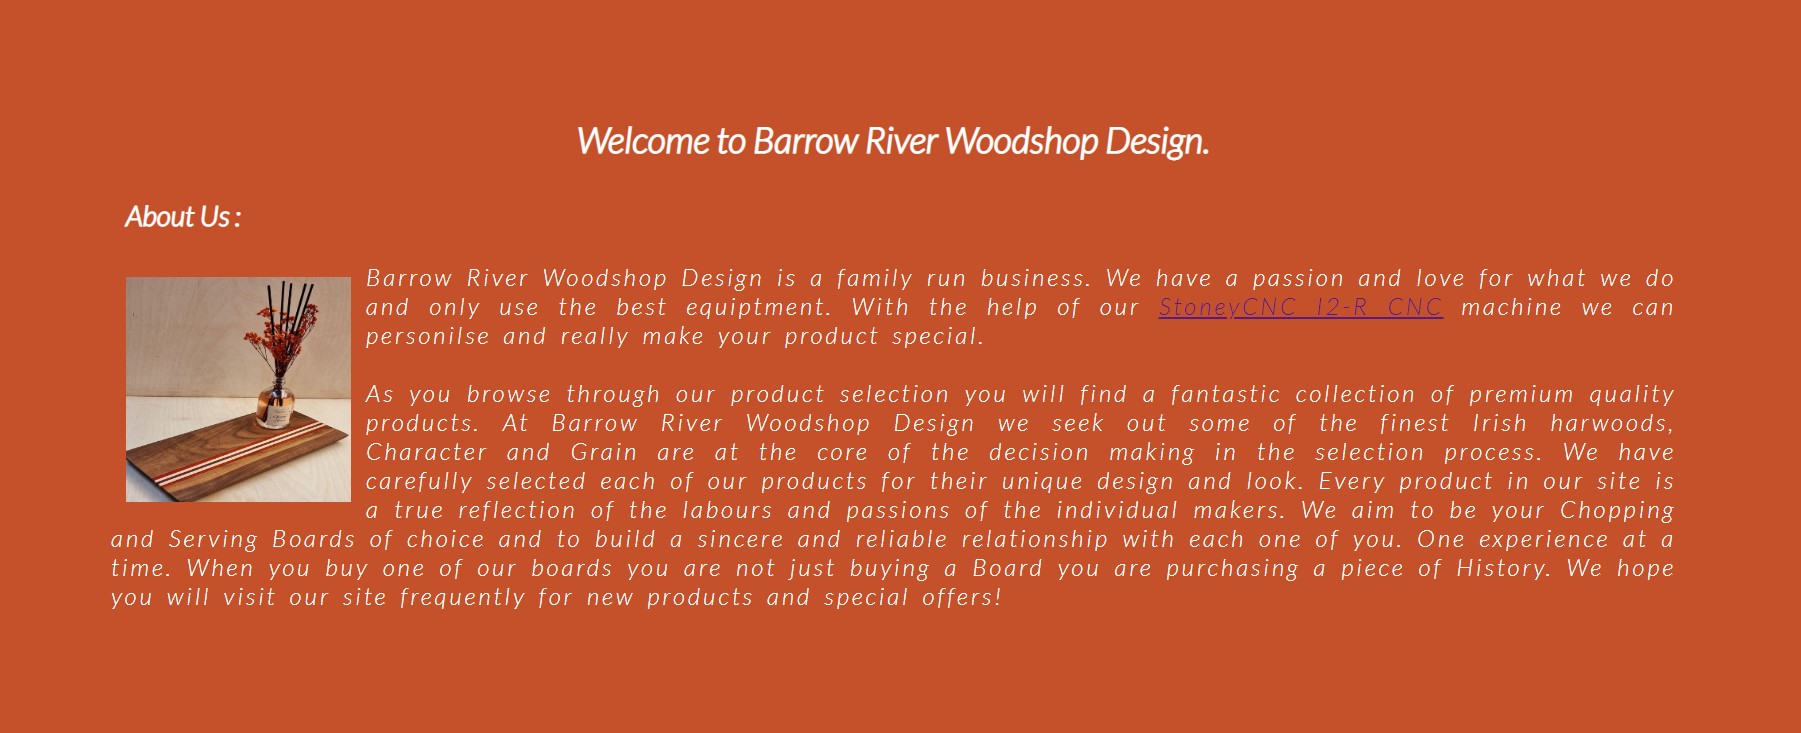 Welcome to Barrow River Woodshop Design.
About Us :
Barrow River Woodshop Design is a family run business. We have a passion and love for what we do
and only use the best equiptment. With the help of our StoneyCNC I2-R CNC machine we can
personilse and really make your product special.
As you browse through our product selection you will find a fantastic collection of premium quality
products. At Barrow River Woodshop Design we seek out some of the finest Irish harwoods,
Character and Grain are at the core of the decision making in the selection process. We have
carefully selected each of our products for their unique design and look. Every product in our site is
a true reflection of the labours and passions of the individual makers. We aim to be your Chopping
and Serving Boards of choice and to build a sincere and reliable relationship with each one of you. One experience at a
time. When you buy one of our boards you are not just buying a Board you are purchasing a piece of History. We hope
you will visit our site frequently for new products and special offers!